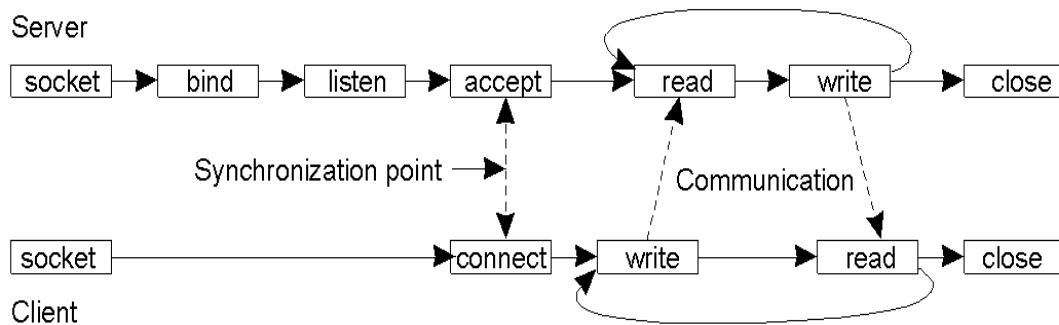 Server
socket bind listen accept read write close
Synchronization point
Communication
socket connect write read close
Client